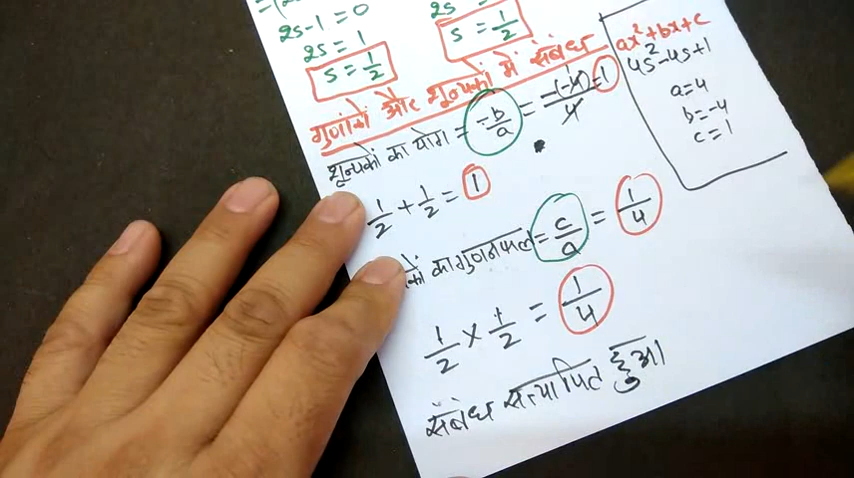 2s-1=0
2s=1
s=1/2
2s=
s=1/2
गुणांकों और शून्यकों में संबंध
शून्यकों का योग = -b/a = -(-4)/4 = 1
1/2 + 1/2 = 1
कों का गुणनफल = c/a = 1/4
1/2 × 1/2 = 1/4
संबंध सत्यापित हुआ
ax²+bx+c
4s²-4s+1
a=4
b=-4
c=1